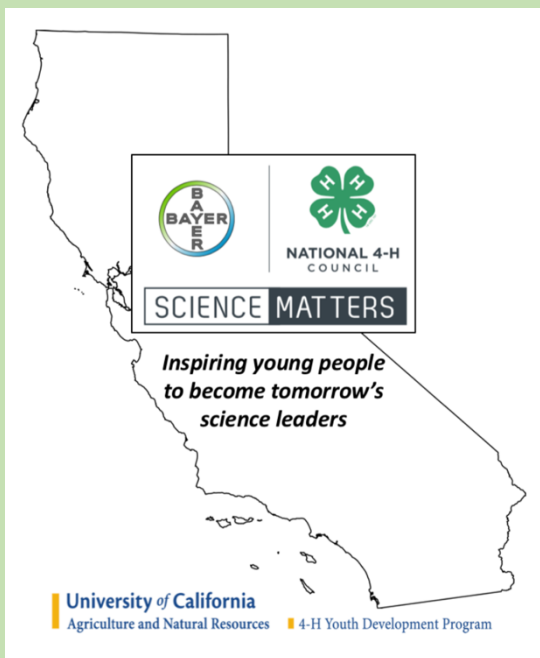 BAYER
BAYER
H H
H H
NATIONAL 4-H
COUNCIL
SCIENCE MATTERS
Inspiring young people
to become tomorrow's
science leaders
University of California
Agriculture and Natural Resources
4-H Youth Development Program